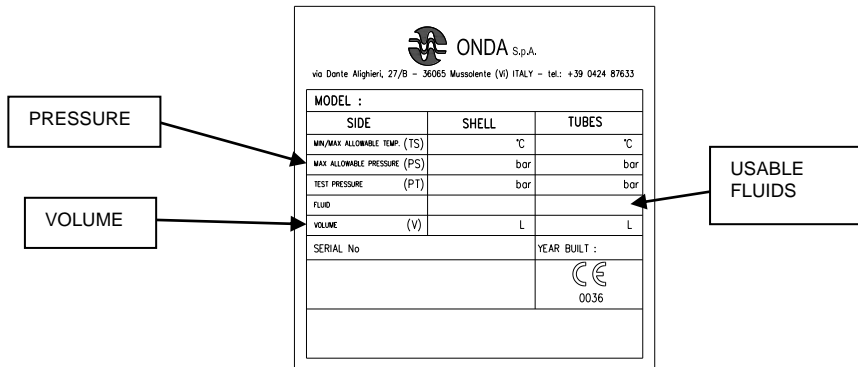 ONDA S.p.A.
via Dante Alighieri, 27/B - 36065 Mussolente (Vi) ITALY - tel.: +39 0424 87633
MODEL :
SIDE SHELL TUBES
MIN/MAX ALLOWABLE TEMP. (TS) °C °C
PRESSURE
MAX ALLOWABLE PRESSURE (PS) bar bar
TEST PRESSURE (PT) bar bar
USABLE
FLUIDS
FLUID
VOLUME
VOLUME (V) L L
SERIAL No YEAR BUILT :
CE
0036